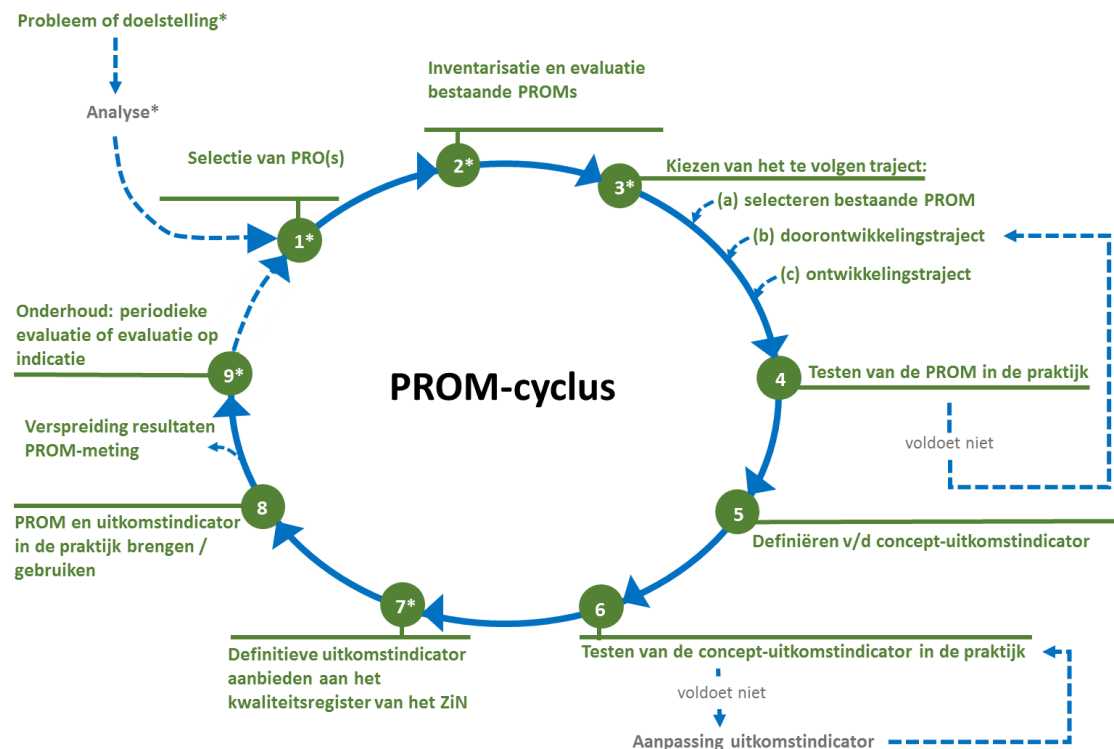 Probleem of doelstelling*
Analyse*
Selectie van PRO(s)
1*
Inventarisatie en evaluatie
bestaande PROMs
2*
3*
Kiezen van het te volgen traject:
(a) selecteren bestaande PROM
(b) doorontwikkelingstraject
(c) ontwikkelingstraject
4
Testen van de PROM in de praktijk
voldoet niet
5
Definiëren v/d concept-uitkomstindicator
6
Testen van de concept-uitkomstindicator in de praktijk
voldoet niet
Aanpassing uitkomstindicator
7*
Definitieve uitkomstindicator
aanbieden aan het
kwaliteitsregister van het ZiN
8
PROM en uitkomstindicator
in de praktijk brengen /
gebruiken
Verspreiding resultaten
PROM-meting
9*
Onderhoud: periodieke
evaluatie of evaluatie op
indicatie
PROM-cyclus